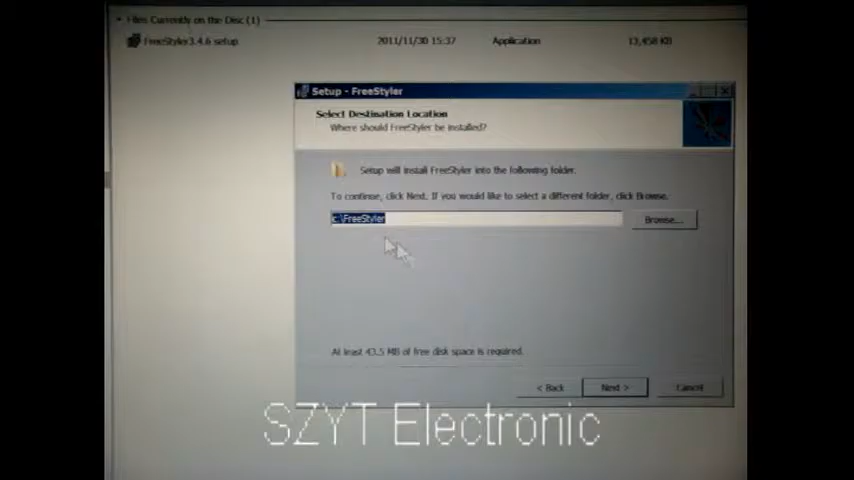 Files Currently on the Disc (1)
FreeStyler3.4.6 setup 2011/11/30 15:37 Application 13,458 KB
Setup - FreeStyler
Select Destination Location
Where should FreeStyler be installed?
Setup will install FreeStyler into the following folder.
To continue, click Next. If you would like to select a different folder, click Browse.
c:\FreeStyler
Browse...
At least 43.5 MB of free disk space is required.
< Back
Next >
Cancel
SZYT Electronic